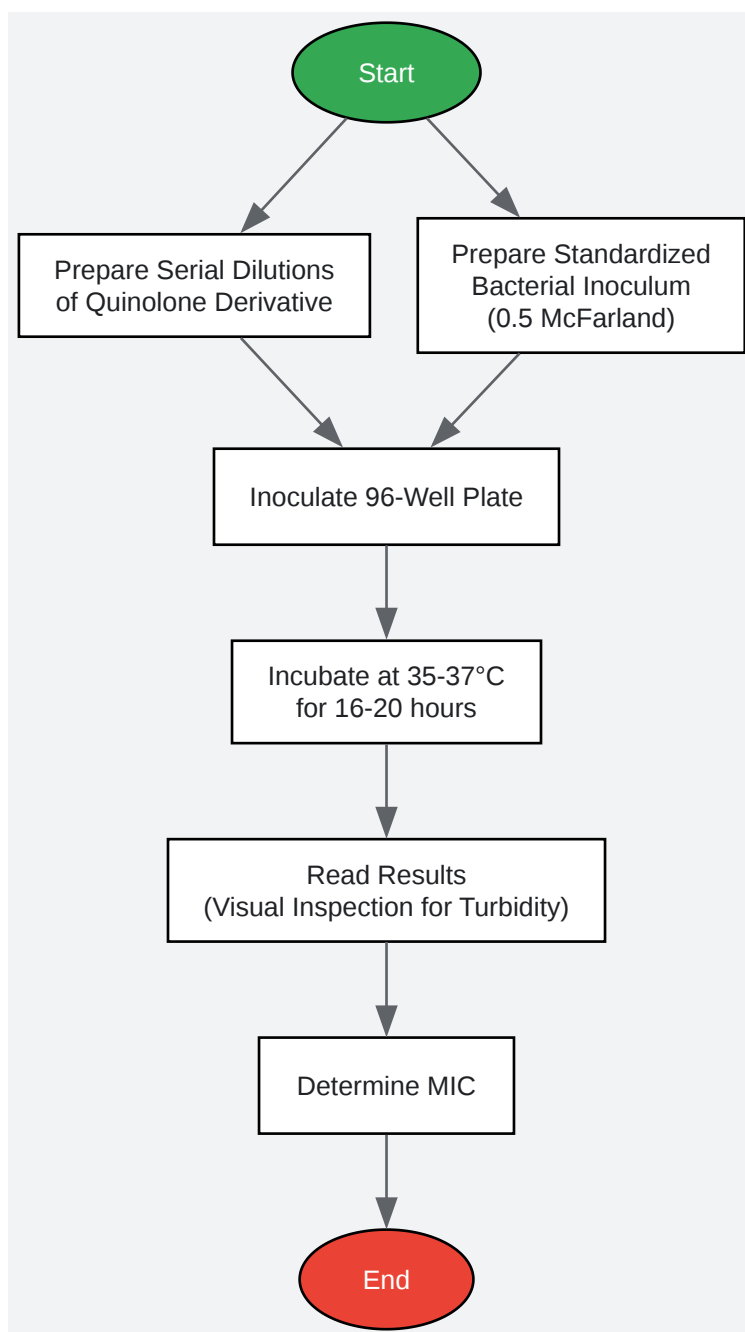 Start
Prepare Serial Dilutions
of Quinolone Derivative
Prepare Standardized
Bacterial Inoculum
(0.5 McFarland)
Inoculate 96-Well Plate
Incubate at 35-37°C
for 16-20 hours
Read Results
(Visual Inspection for Turbidity)
Determine MIC
End